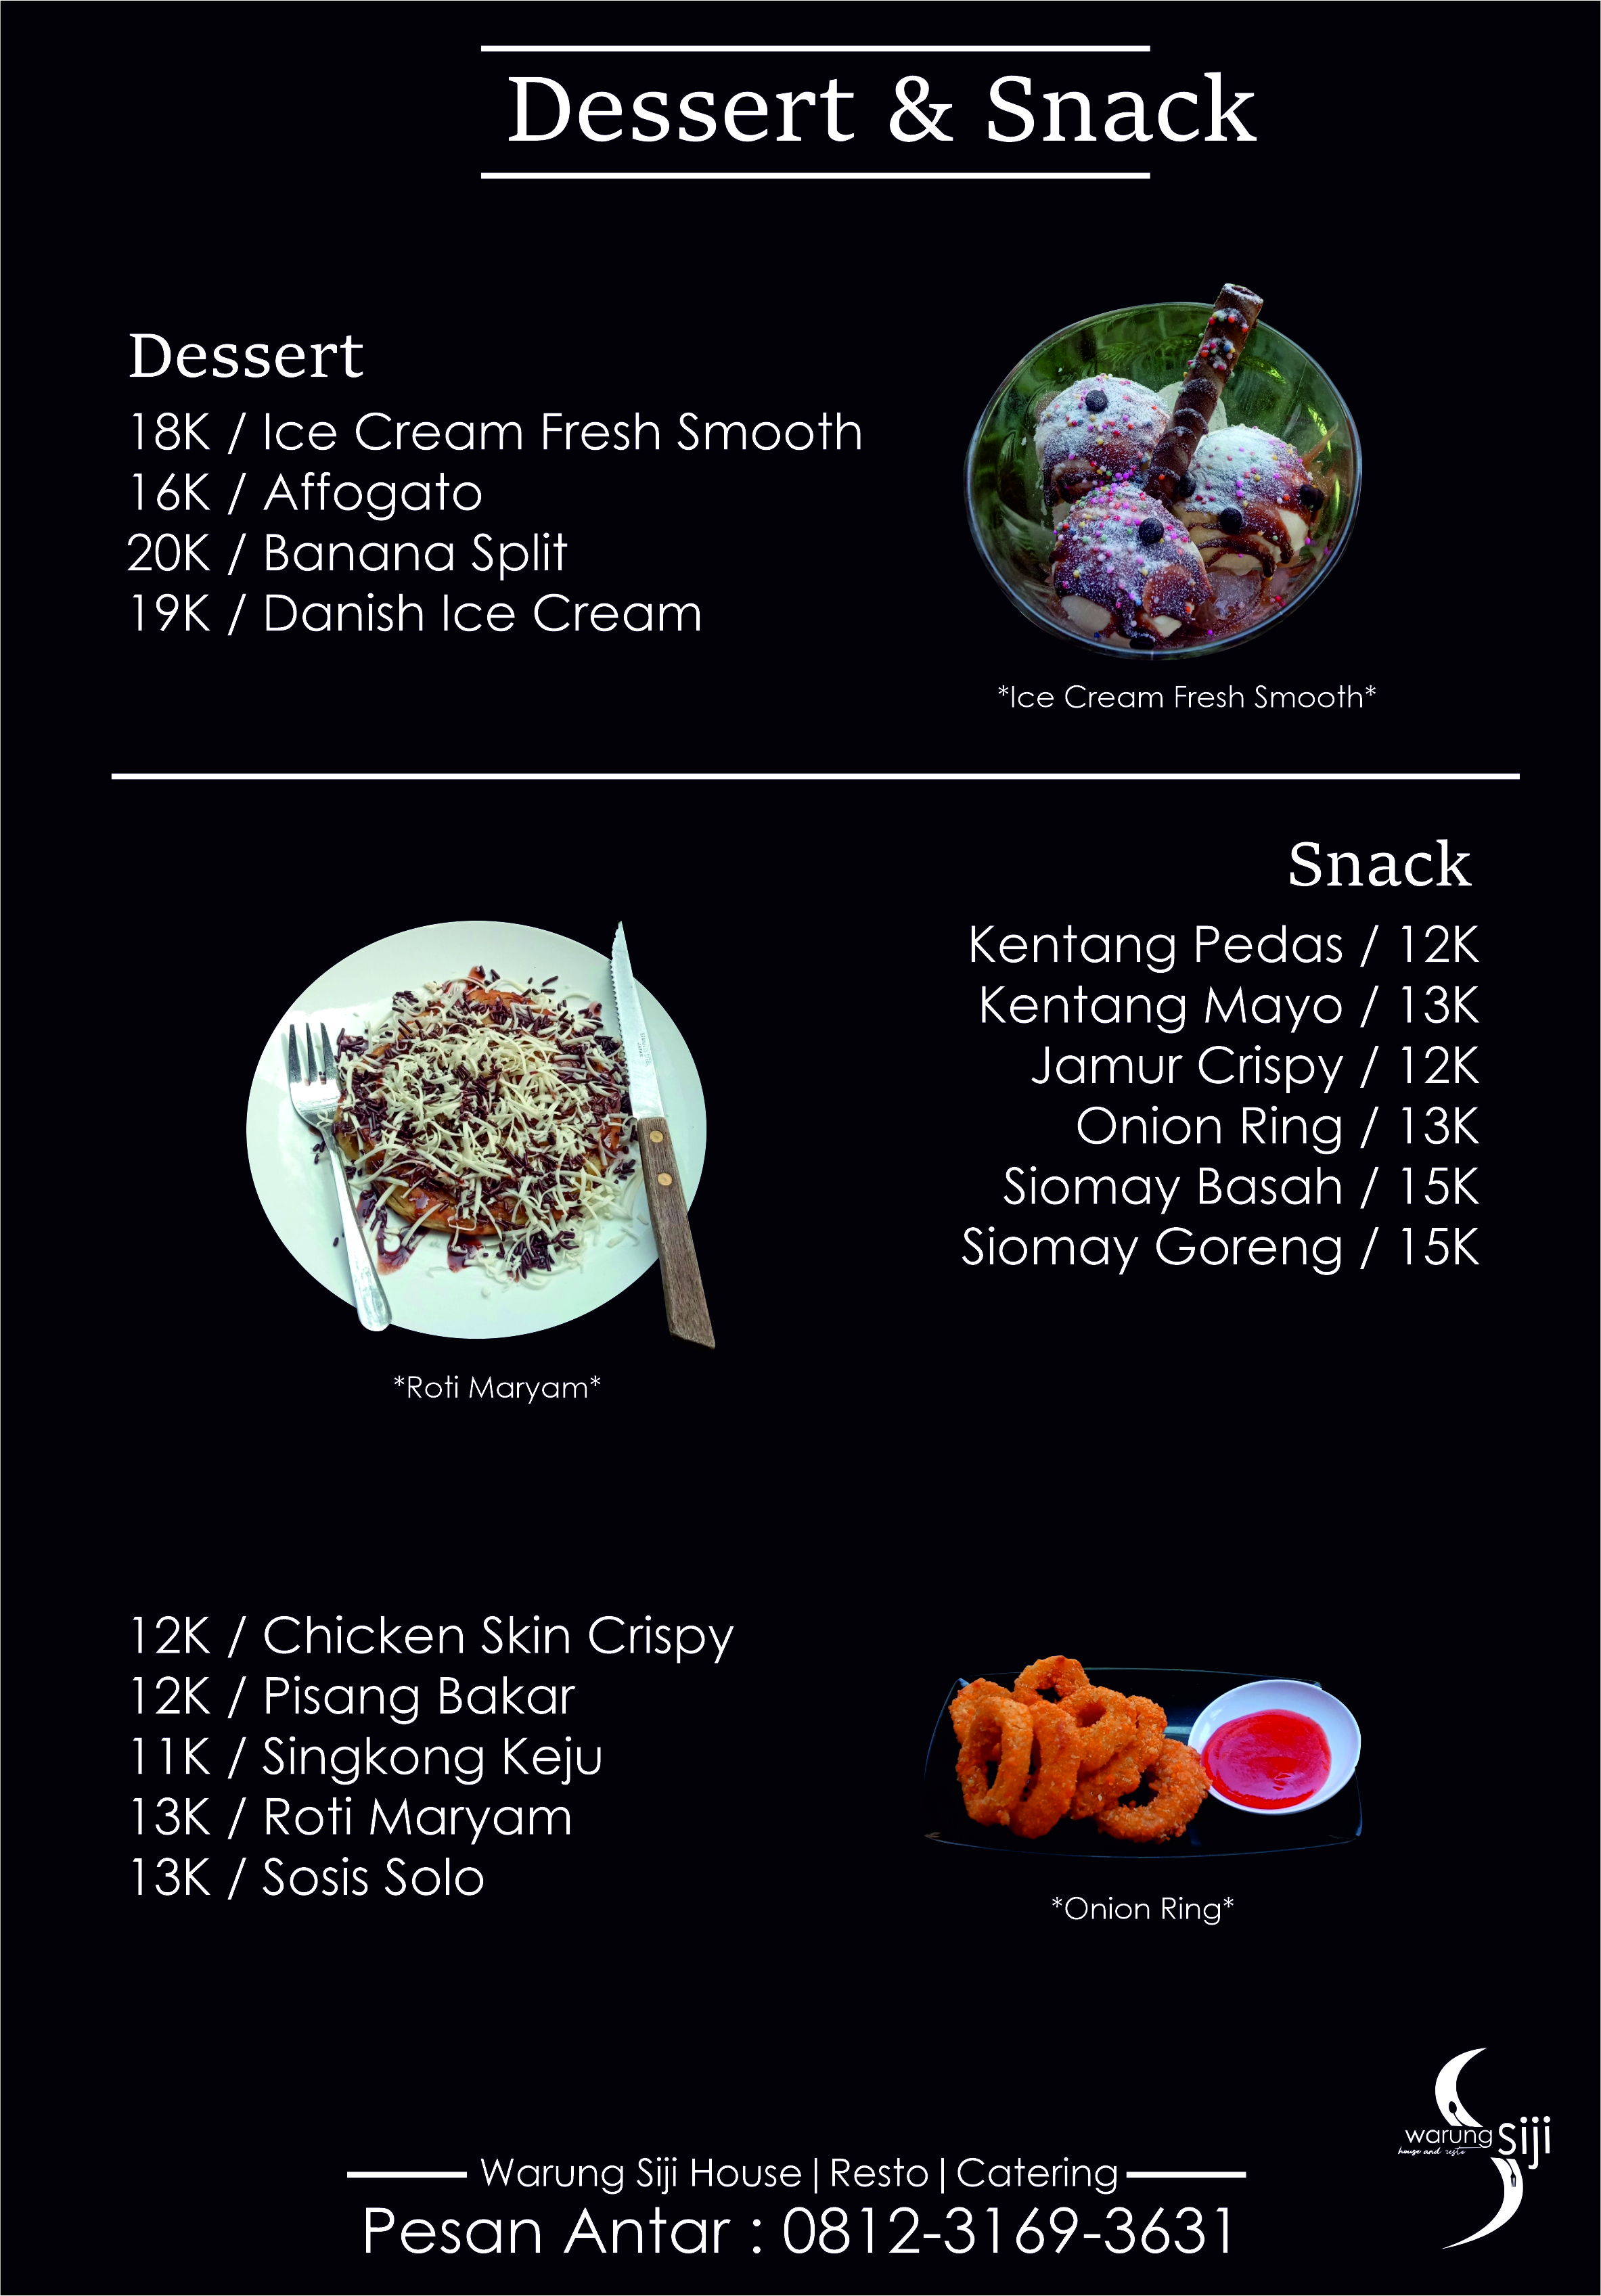 Dessert & Snack
Dessert
18K / Ice Cream Fresh Smooth
16K / Affogato
20K / Banana Split
19K / Danish Ice Cream
*Ice Cream Fresh Smooth*
Snack
Kentang Pedas / 12K
Kentang Mayo / 13K
Jamur Crispy / 12K
Onion Ring / 13K
Siomay Basah / 15K
Siomay Goreng / 15K
*Roti Maryam*
12K / Chicken Skin Crispy
12K / Pisang Bakar
11K / Singkong Keju
13K / Roti Maryam
13K / Sosis Solo
*Onion Ring*
warung Siji
house and resto
Warung Siji House|Resto|Catering
Pesan Antar : 0812-3169-3631